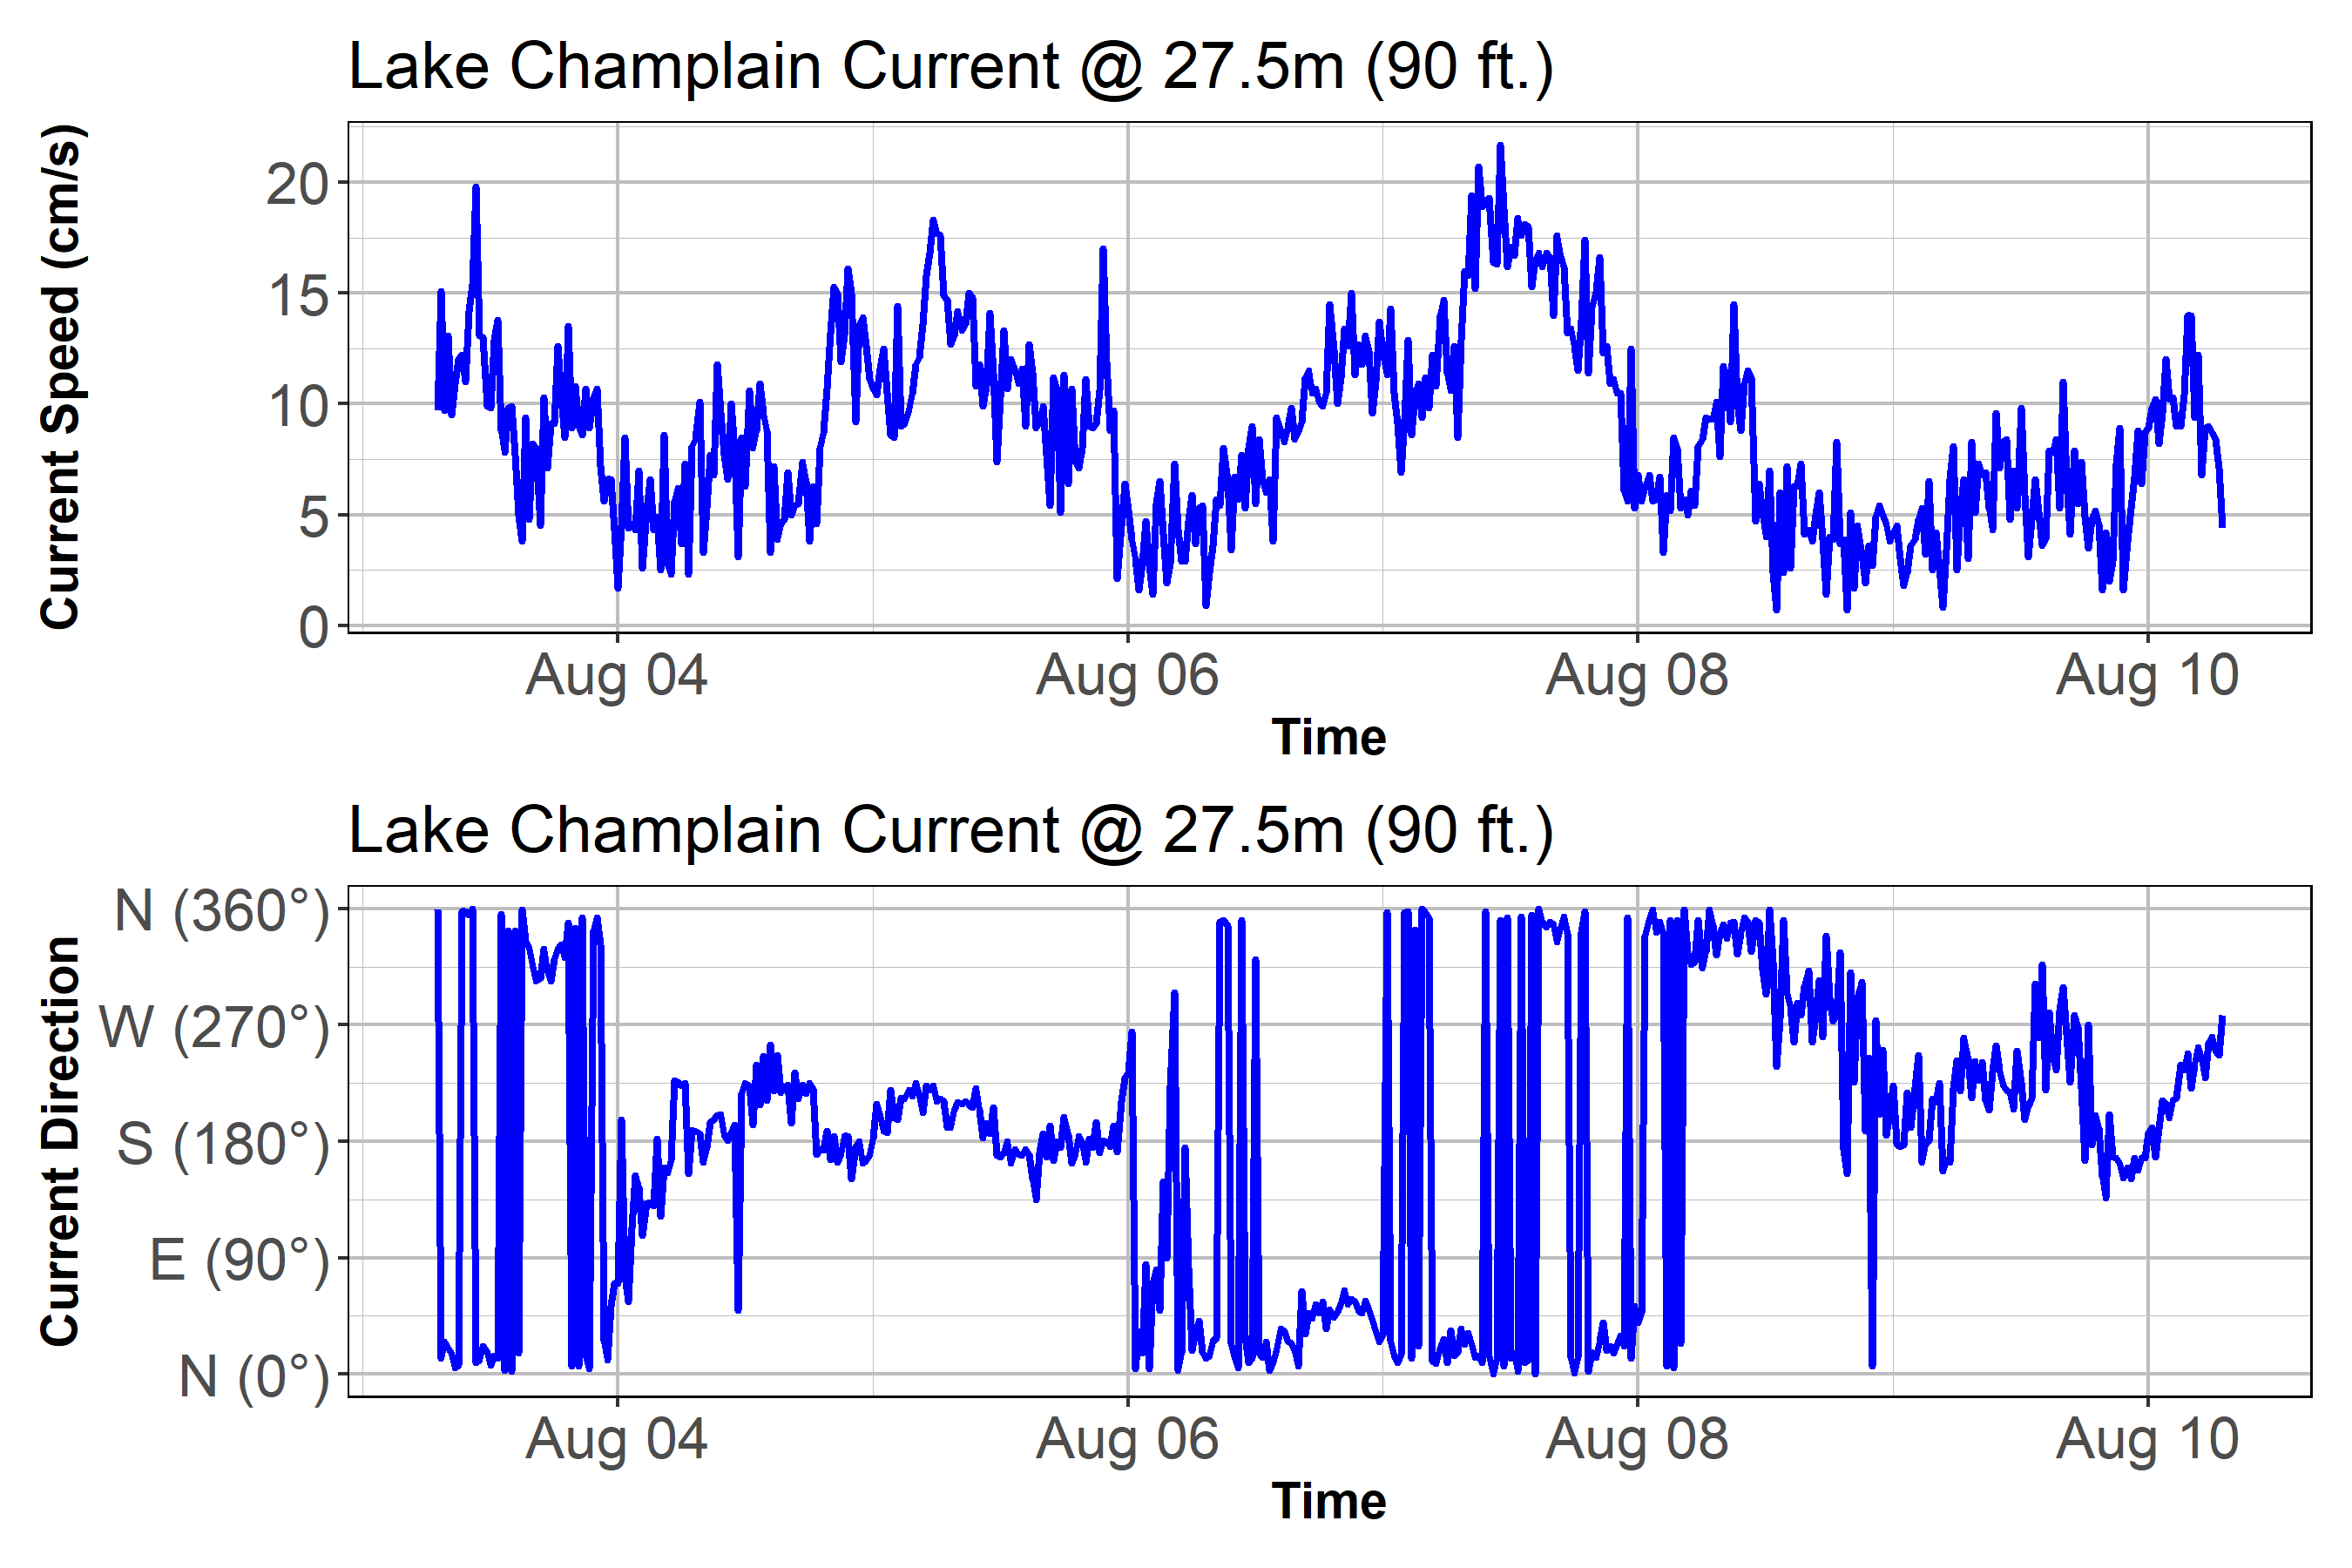 Lake Champlain Current @ 27.5m (90 ft.)
Current Speed (cm/s)
20
15
10
5
0
Aug 04 Aug 06 Aug 08 Aug 10
Time
Lake Champlain Current @ 27.5m (90 ft.)
Current Direction
N (360°)
W (270°)
S (180°)
E (90°)
N (0°)
Aug 04 Aug 06 Aug 08 Aug 10
Time